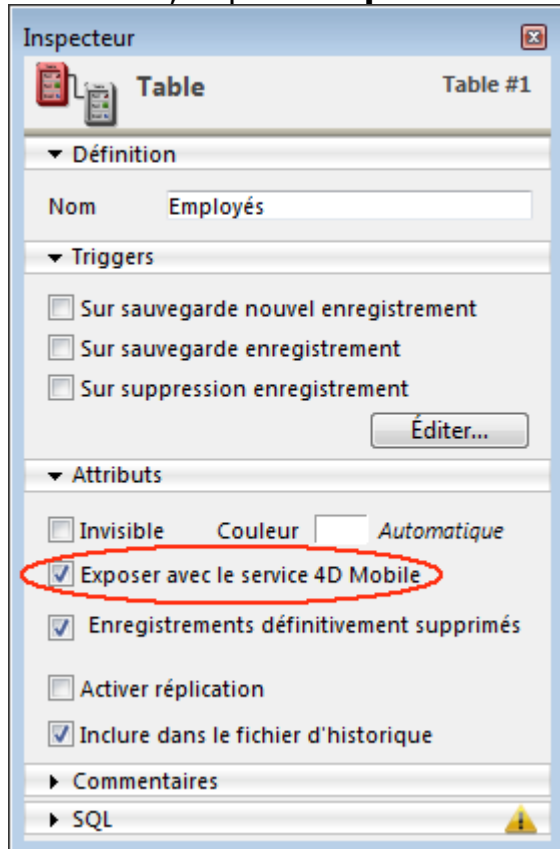 Inspecteur
Table Table #1
Définition
Nom Employés
Triggers
Sur sauvegarde nouvel enregistrement
Sur sauvegarde enregistrement
Sur suppression enregistrement
Éditer...
Attributs
Invisible Couleur Automatique
Exposer avec le service 4D Mobile
Enregistrements définitivement supprimés
Activer réplication
Inclure dans le fichier d'historique
Commentaires
SQL